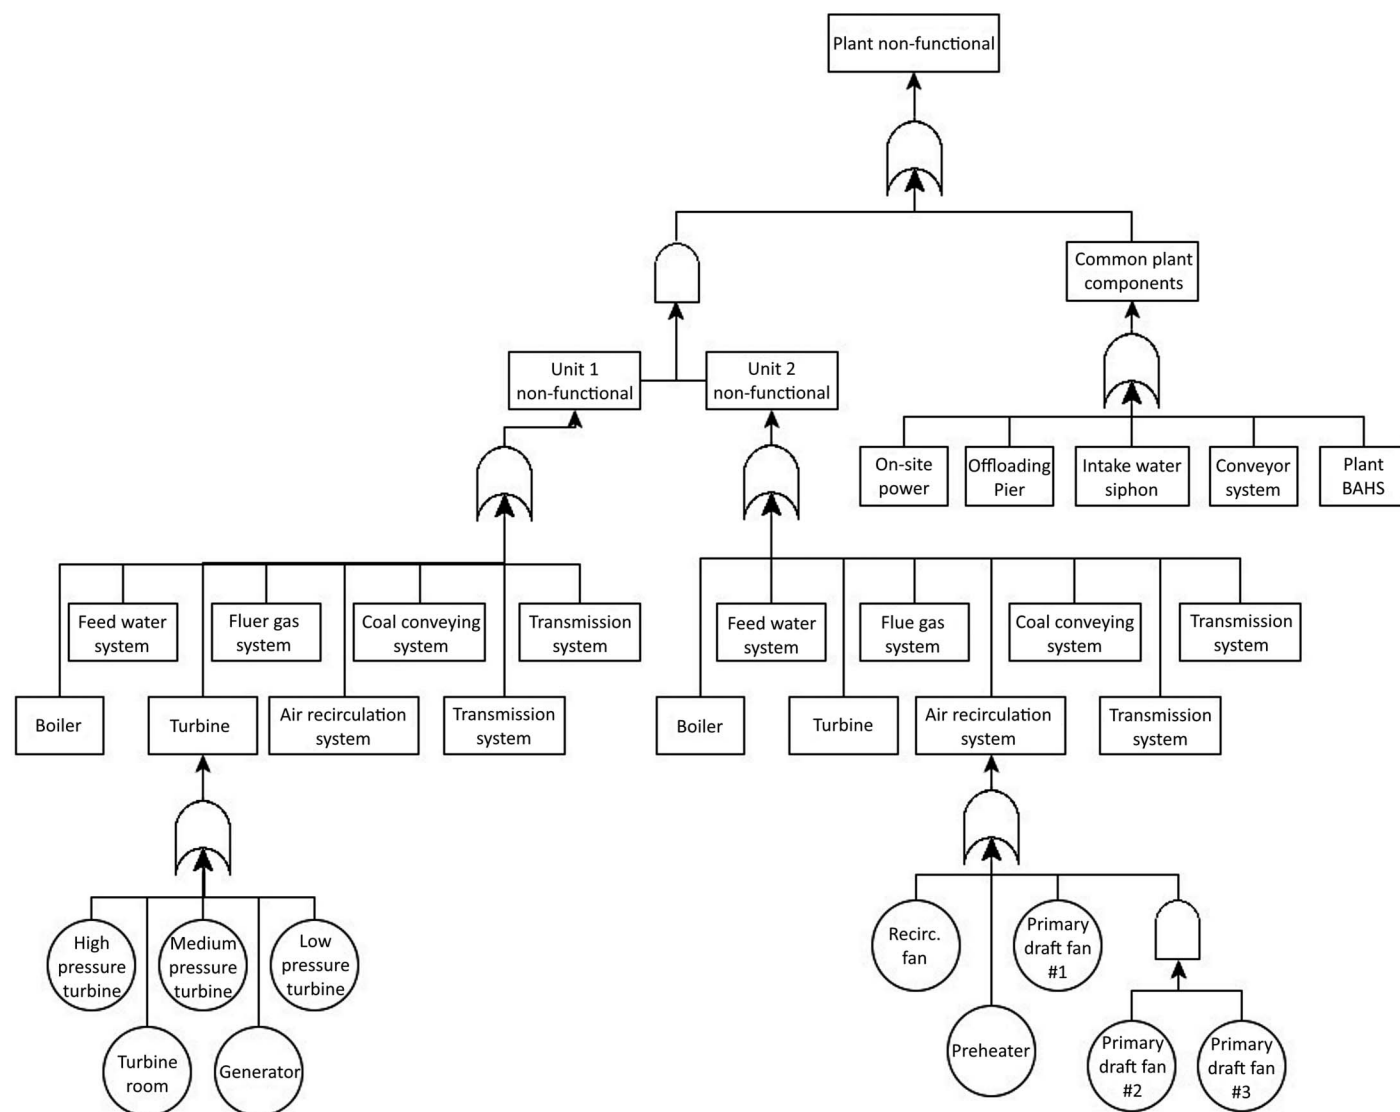 Plant non-functional
Common plant
components
Unit 1
non-functional
Unit 2
non-functional
On-site
power
Offloading
Pier
Intake water
siphon
Conveyor
system
Plant
BAHS
Feed water
system
Fluer gas
system
Coal conveying
system
Transmission
system
Feed water
system
Flue gas
system
Coal conveying
system
Transmission
system
Boiler
Turbine
Air recirculation
system
Transmission
system
Boiler
Turbine
Air recirculation
system
Transmission
system
High
pressure
turbine
Medium
pressure
turbine
Low
pressure
turbine
Turbine
room
Generator
Recirc.
fan
Primary
draft fan
#1
Preheater
Primary
draft fan
#2
Primary
draft fan
#3